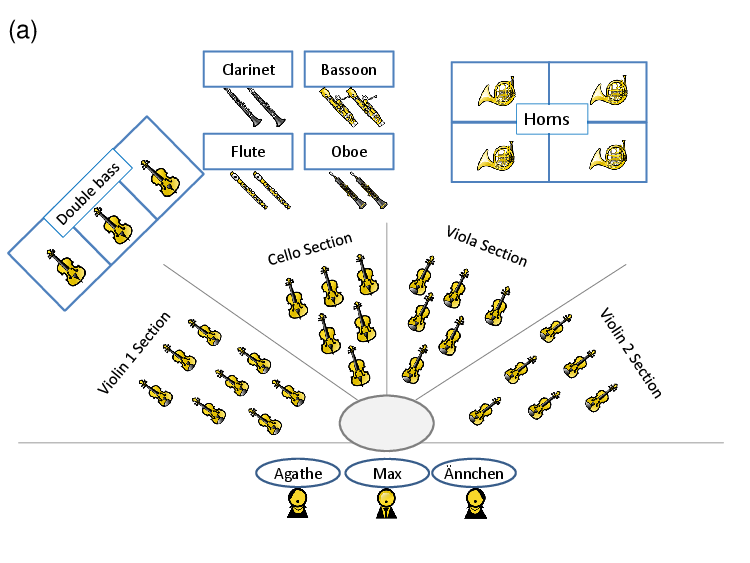 (a)
Clarinet
Bassoon
Flute
Oboe
Horns
Double bass
Cello Section
Viola Section
Violin 1 Section
Violin 2 Section
Agathe
Max
Ännchen